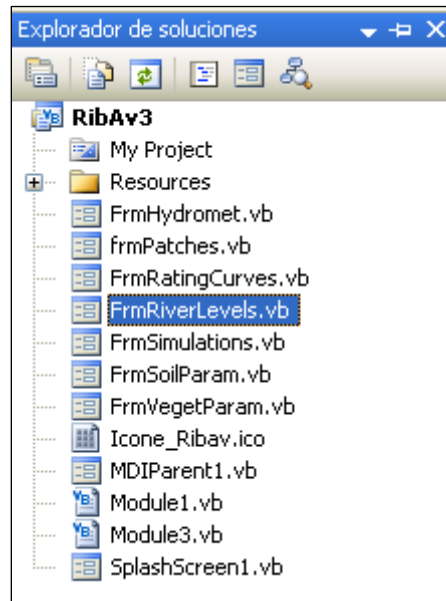 Explorador de soluciones
RibAv3
My Project
Resources
FrmHydromet.vb
frmPatches.vb
FrmRatingCurves.vb
FrmRiverLevels.vb
FrmSimulations.vb
FrmSoilParam.vb
FrmVegetParam.vb
Icone_Ribav.ico
MDIParent1.vb
Module1.vb
Module3.vb
SplashScreen1.vb